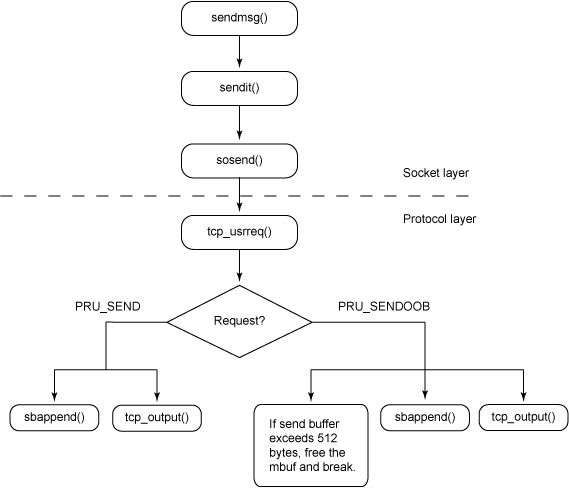 sendmsg()
sendit()
sosend()
Socket layer
Protocol layer
tcp_usrreq()
PRU_SEND
Request?
PRU_SENDOOB
sbappend()
tcp_output()
If send buffer
exceeds 512
bytes, free the
mbuf and break.
sbappend()
tcp_output()